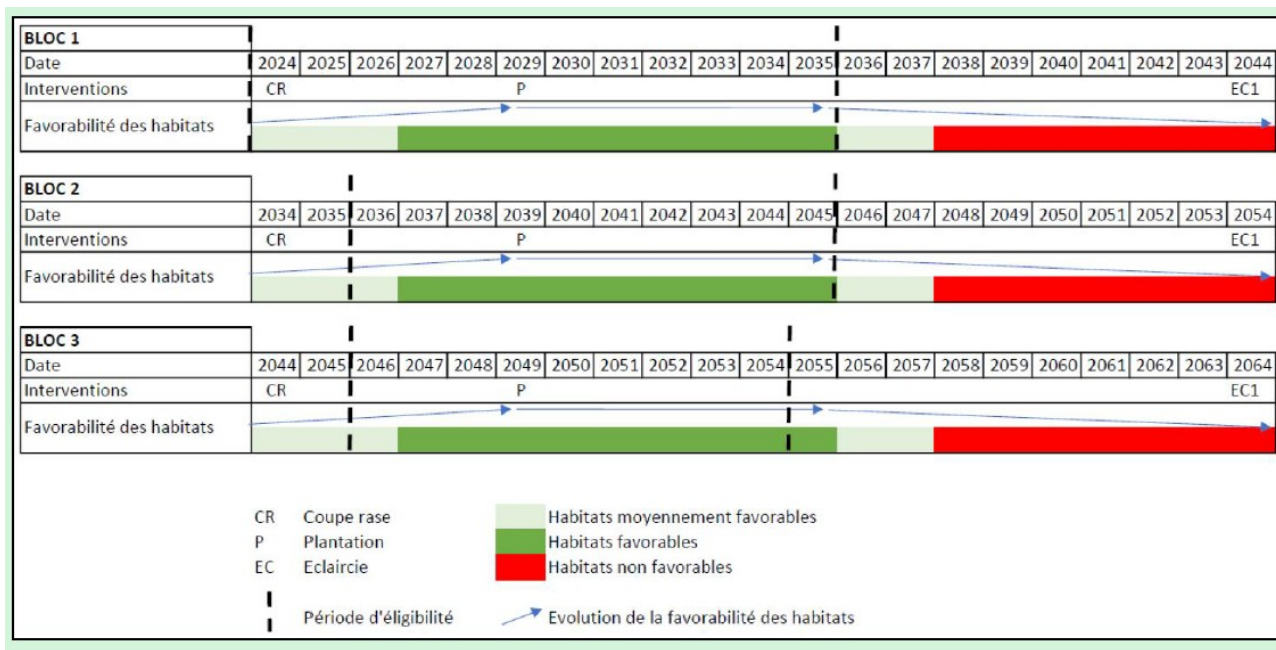 BLOC 1
Date 2024 2025 2026 2027 2028 2029 2030 2031 2032 2033 2034 2035 2036 2037 2038 2039 2040 2041 2042 2043 2044
Interventions CR P EC1
Favorabilité des habitats
BLOC 2
Date 2034 2035 2036 2037 2038 2039 2040 2041 2042 2043 2044 2045 2046 2047 2048 2049 2050 2051 2052 2053 2054
Interventions CR P EC1
Favorabilité des habitats
BLOC 3
Date 2044 2045 2046 2047 2048 2049 2050 2051 2052 2053 2054 2055 2056 2057 2058 2059 2060 2061 2062 2063 2064
Interventions CR P EC1
Favorabilité des habitats
CR Coupe rase Habitats moyennement favorables
P Plantation Habitats favorables
EC Eclaircie Habitats non favorables
Période d'éligibilité Evolution de la favorabilité des habitats